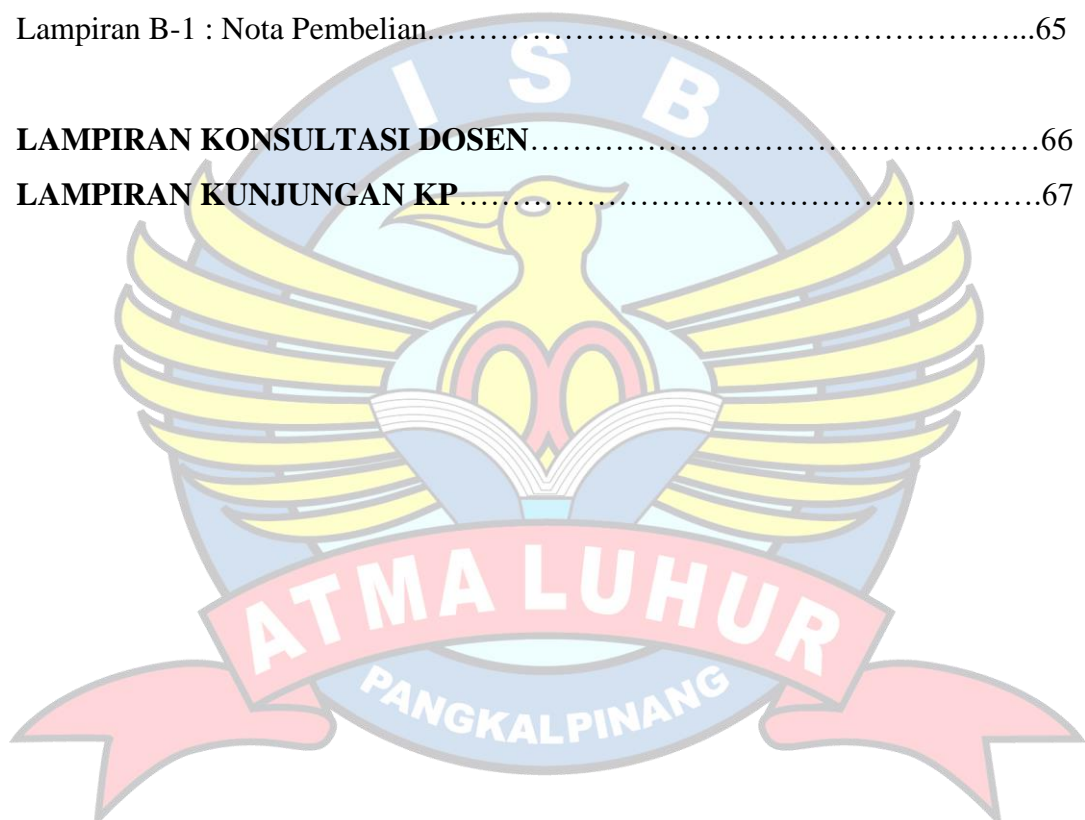 Lampiran B-1 : Nota Pembelian…………………………………………………...65
LAMPIRAN KONSULTASI DOSEN……………………………………………66
LAMPIRAN KUNJUNGAN KP………………………………………………….67
I S B
ATMA LUHUR
PANGKALPINANG